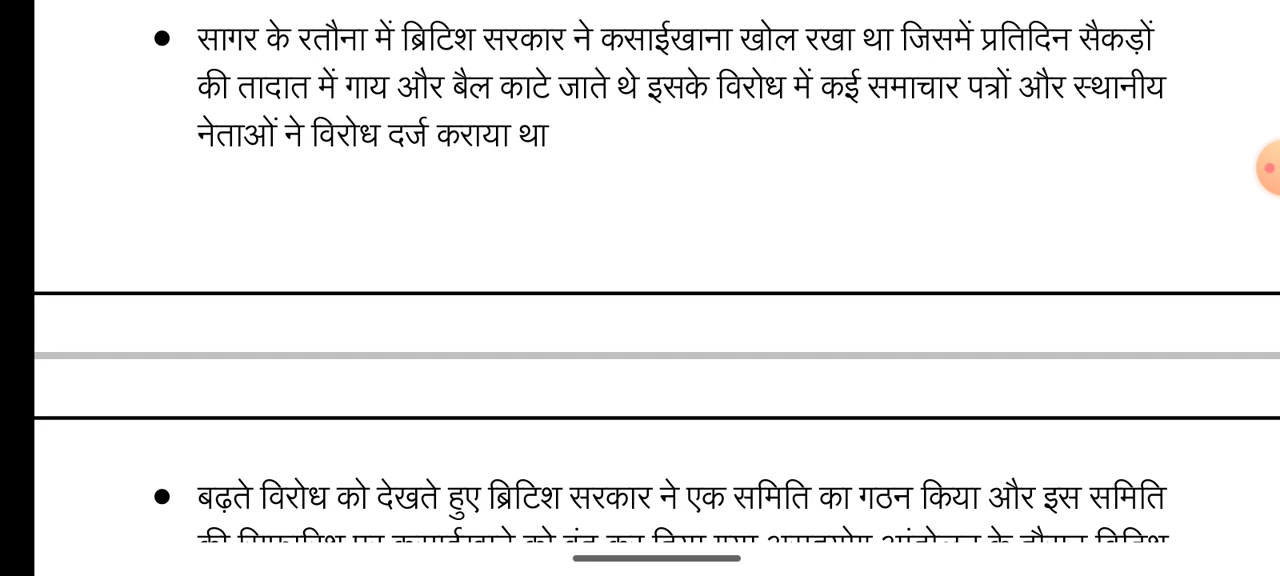 सागर के रतौना में ब्रिटिश सरकार ने कसाईखाना खोल रखा था जिसमें प्रतिदिन सैकड़ों
की तादात में गाय और बैल काटे जाते थे इसके विरोध में कई समाचार पत्रों और स्थानीय
नेताओं ने विरोध दर्ज कराया था
बढ़ते विरोध को देखते हुए ब्रिटिश सरकार ने एक समिति का गठन किया और इस समिति